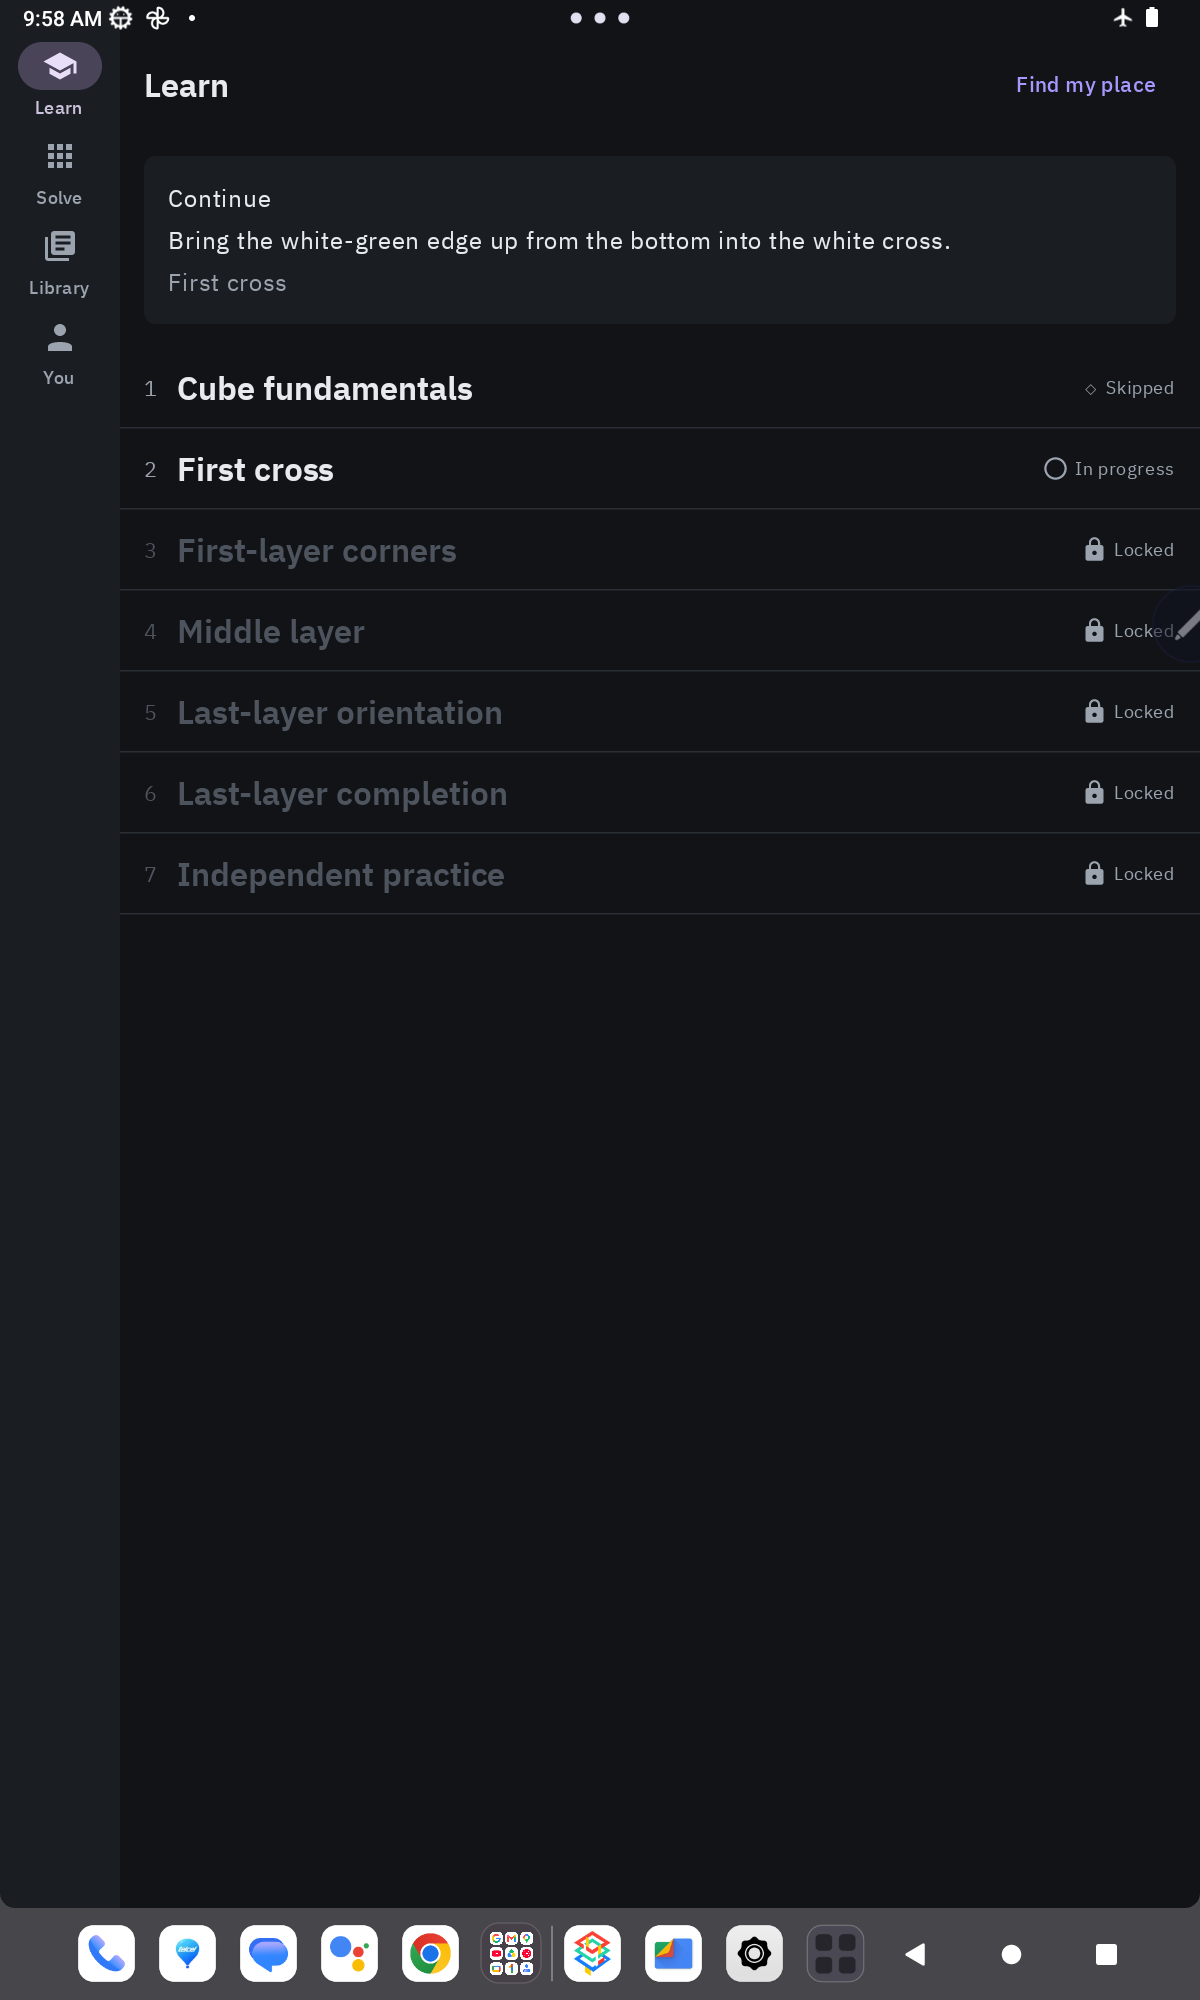 9:58 AM
Learn
Solve
Library
You
Learn
Find my place
Continue
Bring the white-green edge up from the bottom into the white cross.
First cross
1 Cube fundamentals Skipped
2 First cross In progress
3 First-layer corners Locked
4 Middle layer Locked
5 Last-layer orientation Locked
6 Last-layer completion Locked
7 Independent practice Locked